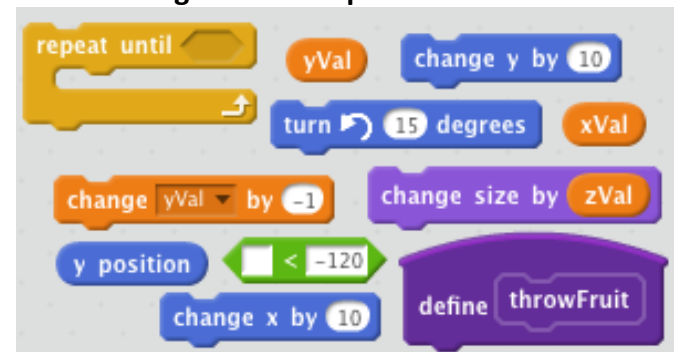 repeat until
yVal
change y by 10
turn 15 degrees
xVal
change yVal by -1
change size by zVal
y position
< -120
change x by 10
define throwFruit